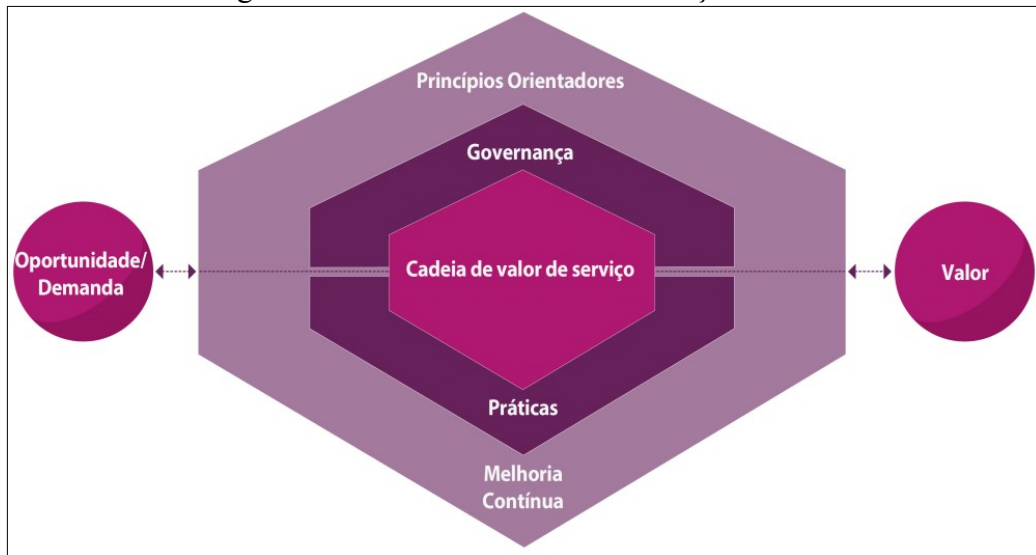 Princípios Orientadores
Governança
Oportunidade/
Demanda
Cadeia de valor de serviço
Valor
Práticas
Melhoria
Contínua